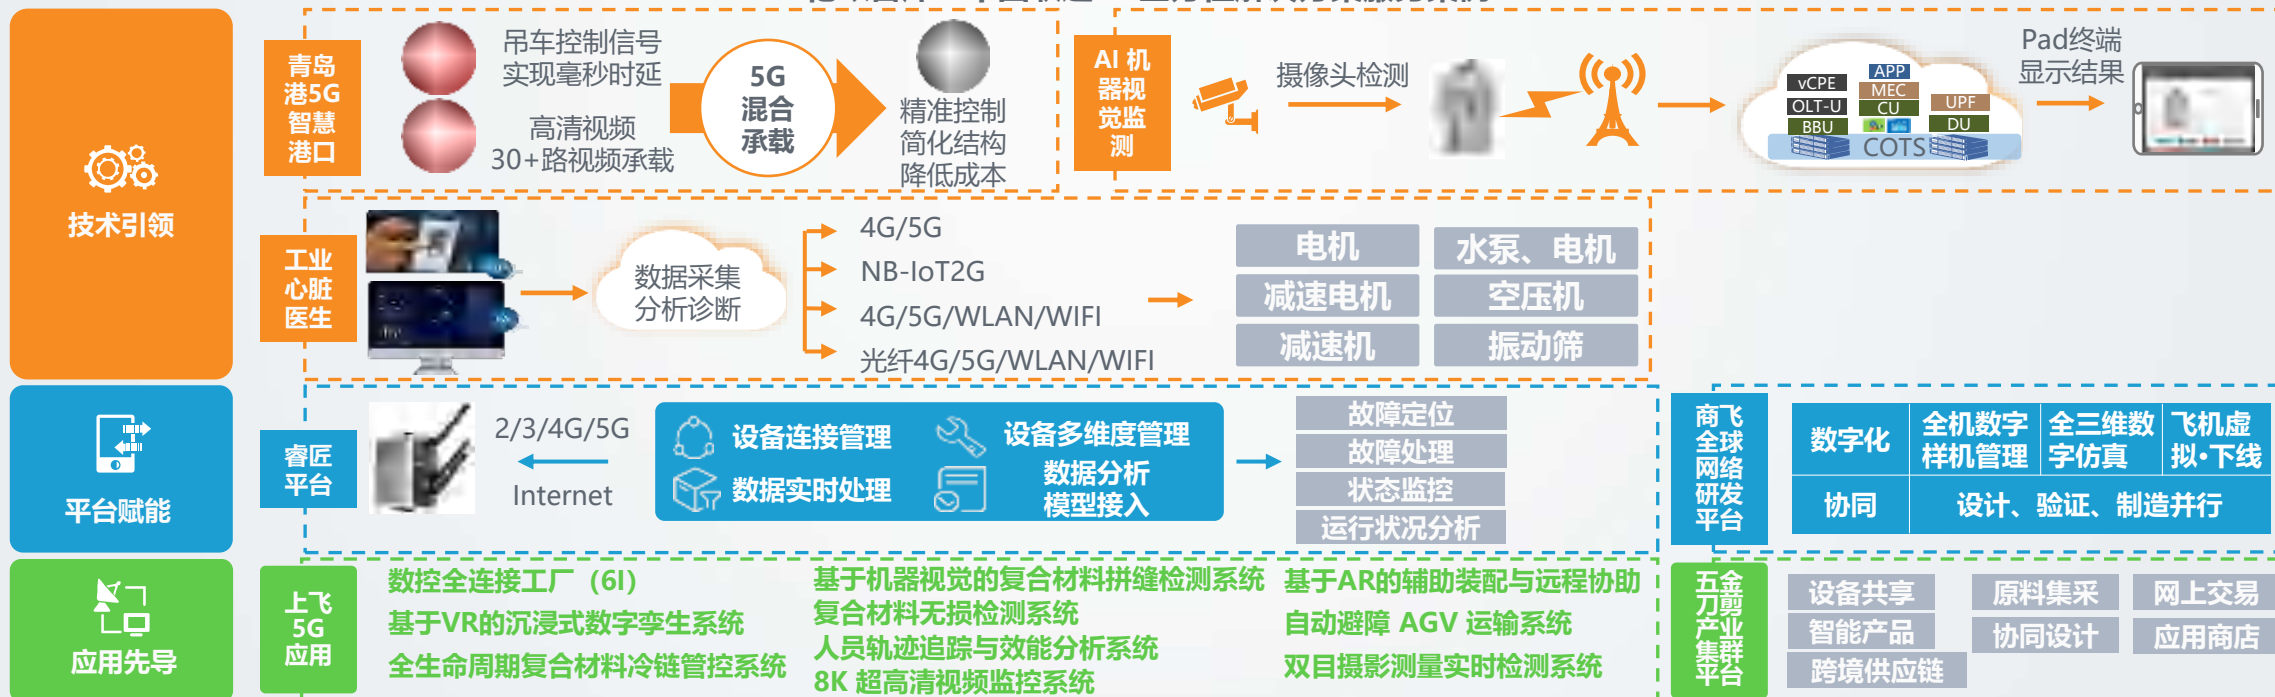 技术引领
青岛
港5G
智慧
港口
吊车控制信号
实现毫秒时延
高清视频
30+路视频承载
5G
混合
承载
精准控制
简化结构
降低成本
AI 机
器视
觉监
测
摄像头检测
vCPE
OLT-U
BBU
APP
MEC
CU
UPF
DU
COTS
Pad终端
显示结果
工业
心脏
医生
数据采集
分析诊断
4G/5G
NB-IoT2G
4G/5G/WLAN/WIFI
光纤4G/5G/WLAN/WIFI
电机
水泵、电机
减速电机
空压机
减速机
振动筛
平台赋能
睿匠
平台
2/3/4G/5G
Internet
设备连接管理
设备多维度管理
数据实时处理
数据分析
模型接入
故障定位
故障处理
状态监控
运行状况分析
商飞
全球
网络
研发
平台
数字化
全机数字
样机管理
全三维数
字仿真
飞机虚
拟•下线
协同
设计、验证、制造并行
应用先导
上飞
5G
应用
数控全连接工厂（6I）
基于VR的沉浸式数字孪生系统
全生命周期复合材料冷链管控系统
基于机器视觉的复合材料拼缝检测系统
复合材料无损检测系统
人员轨迹追踪与效能分析系统
8K 超高清视频监控系统
基于AR的辅助装配与远程协助
自动避障 AGV 运输系统
双目摄影测量实时检测系统
五金
刀剪
产业
集群
平台
设备共享
原料集采
网上交易
智能产品
协同设计
应用商店
跨境供应链